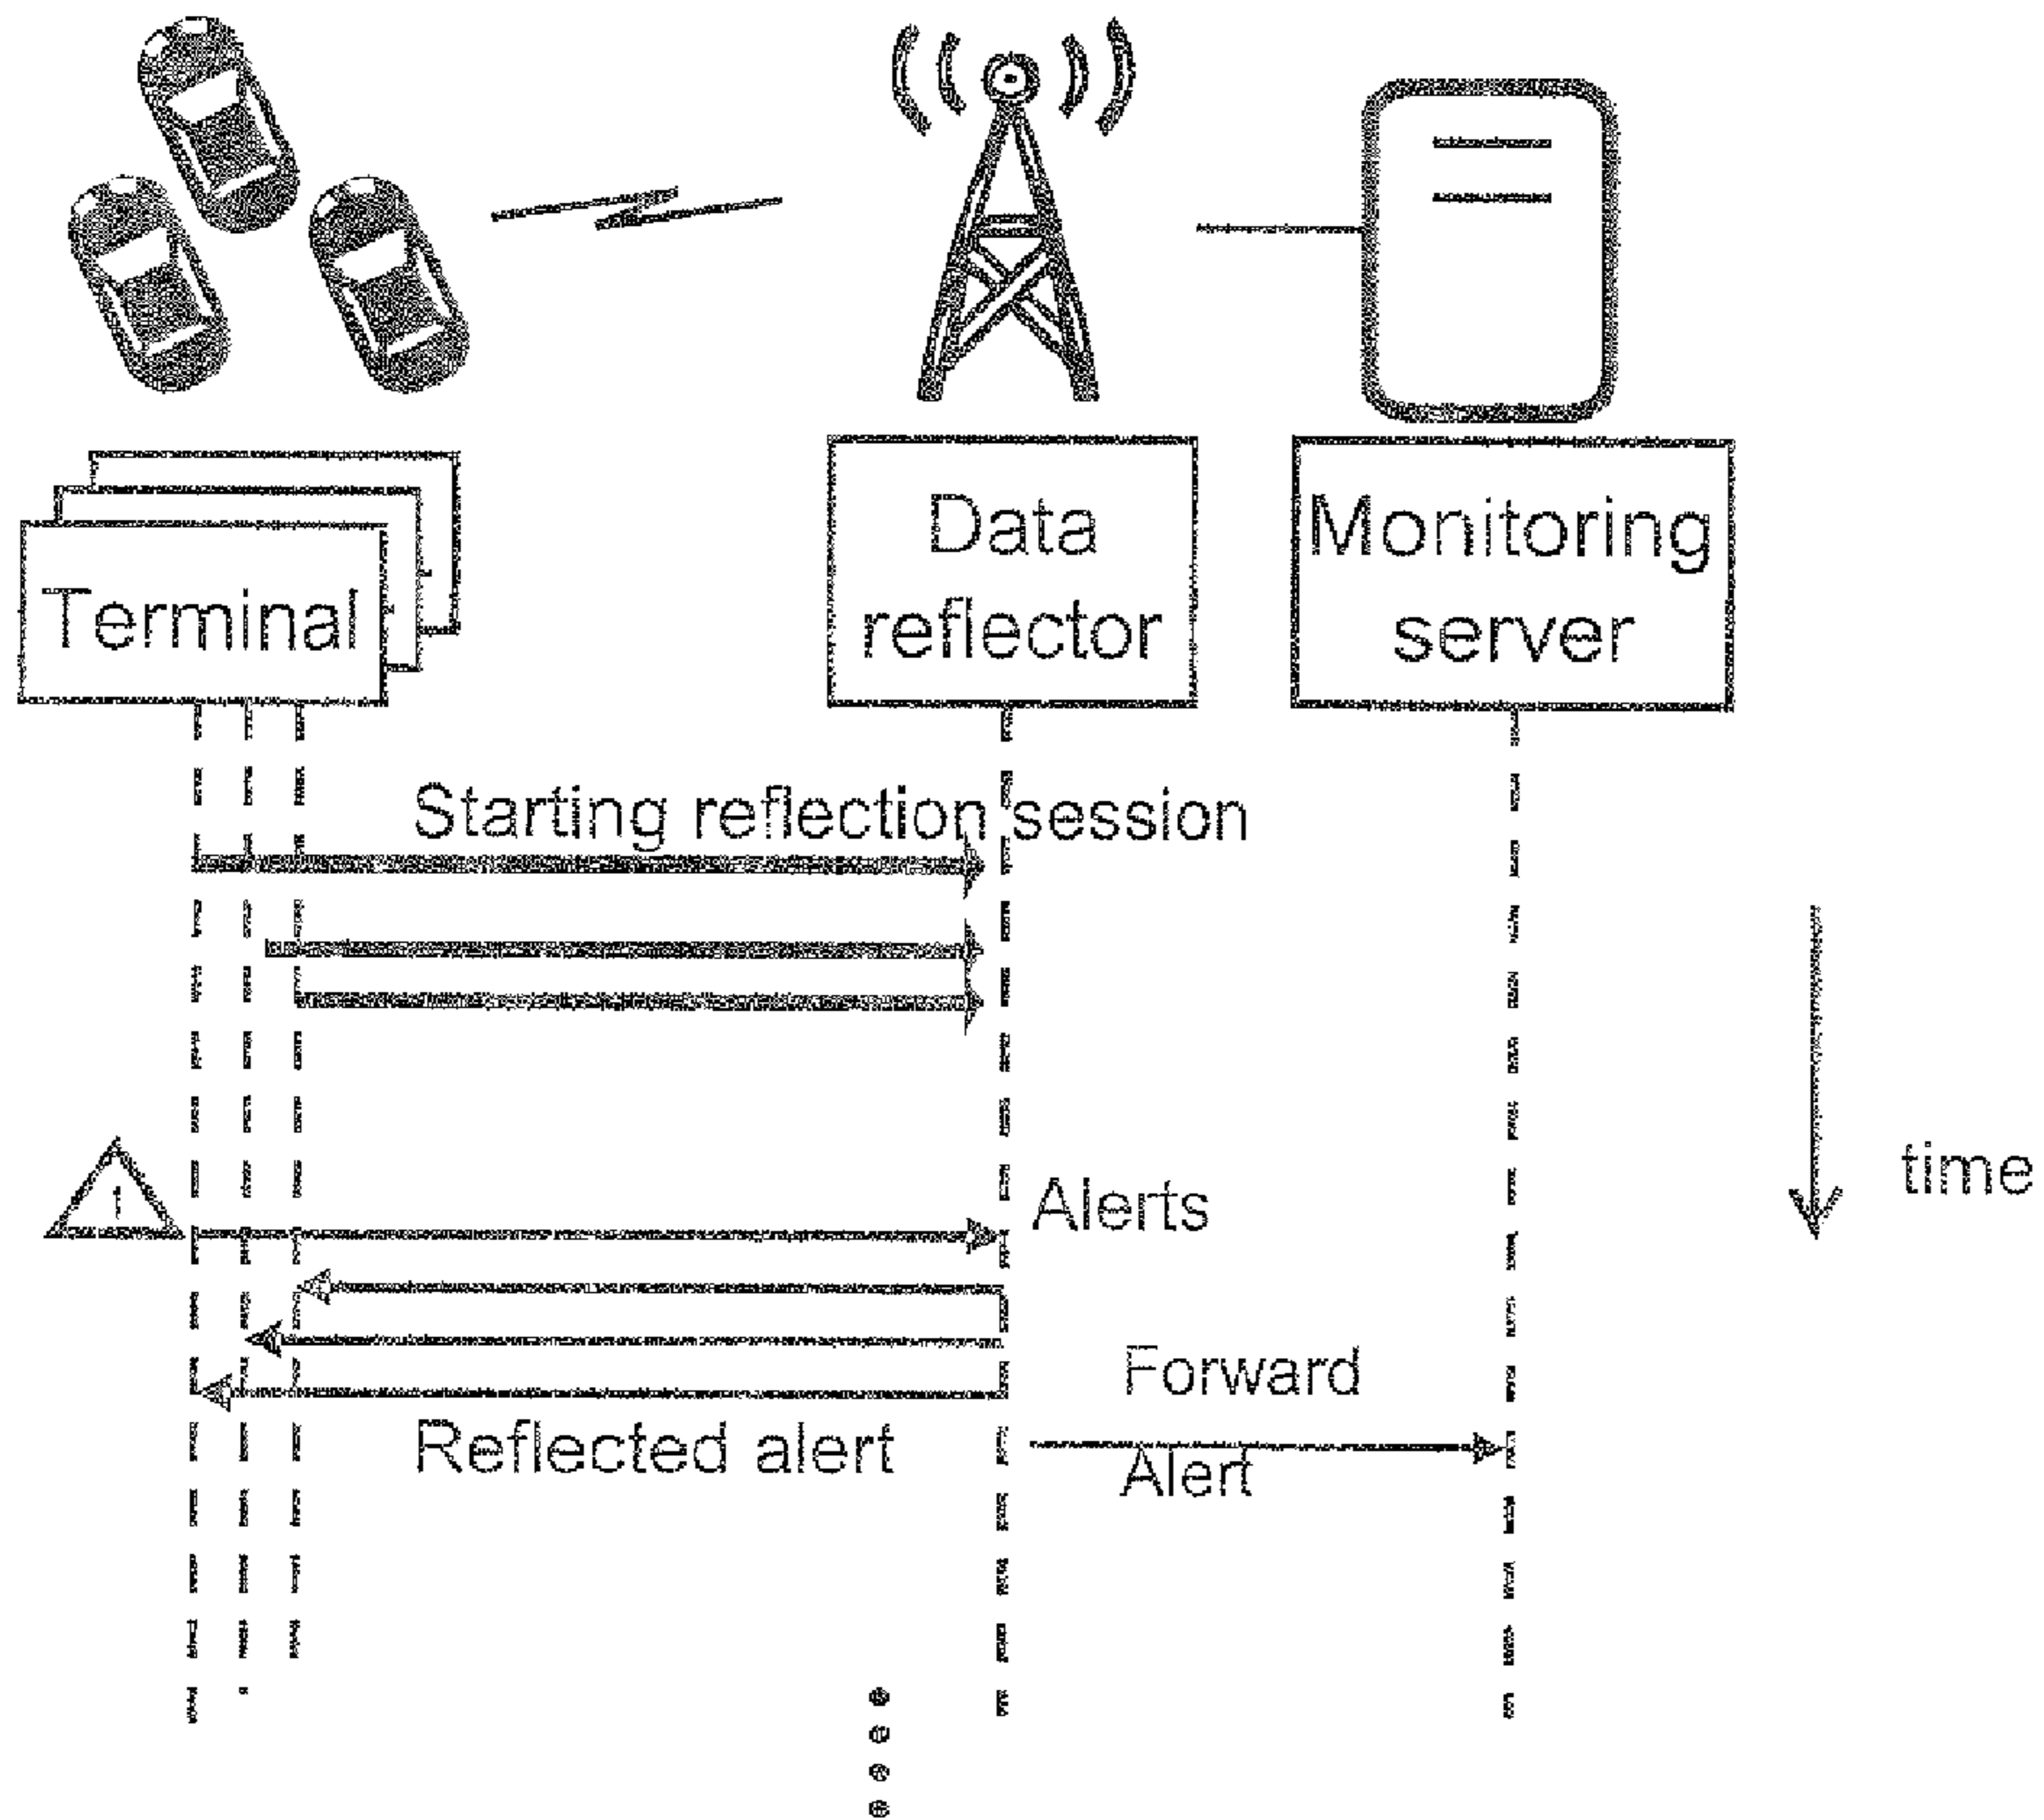 Data
reflector
Monitoring
server
Terminal
Starting reflection session
time
Alerts
Forward
Alert
Reflected alert